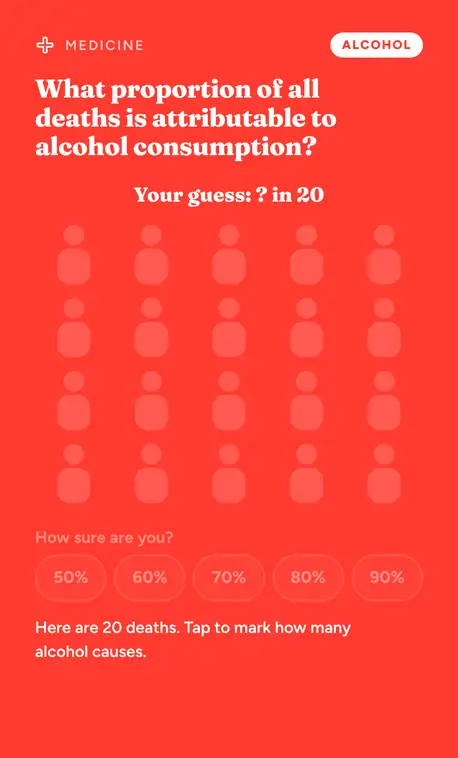 MEDICINE
ALCOHOL
What proportion of all
deaths is attributable to
alcohol consumption?
Your guess: ? in 20
How sure are you?
50% 60% 70% 80% 90%
Here are 20 deaths. Tap to mark how many
alcohol causes.